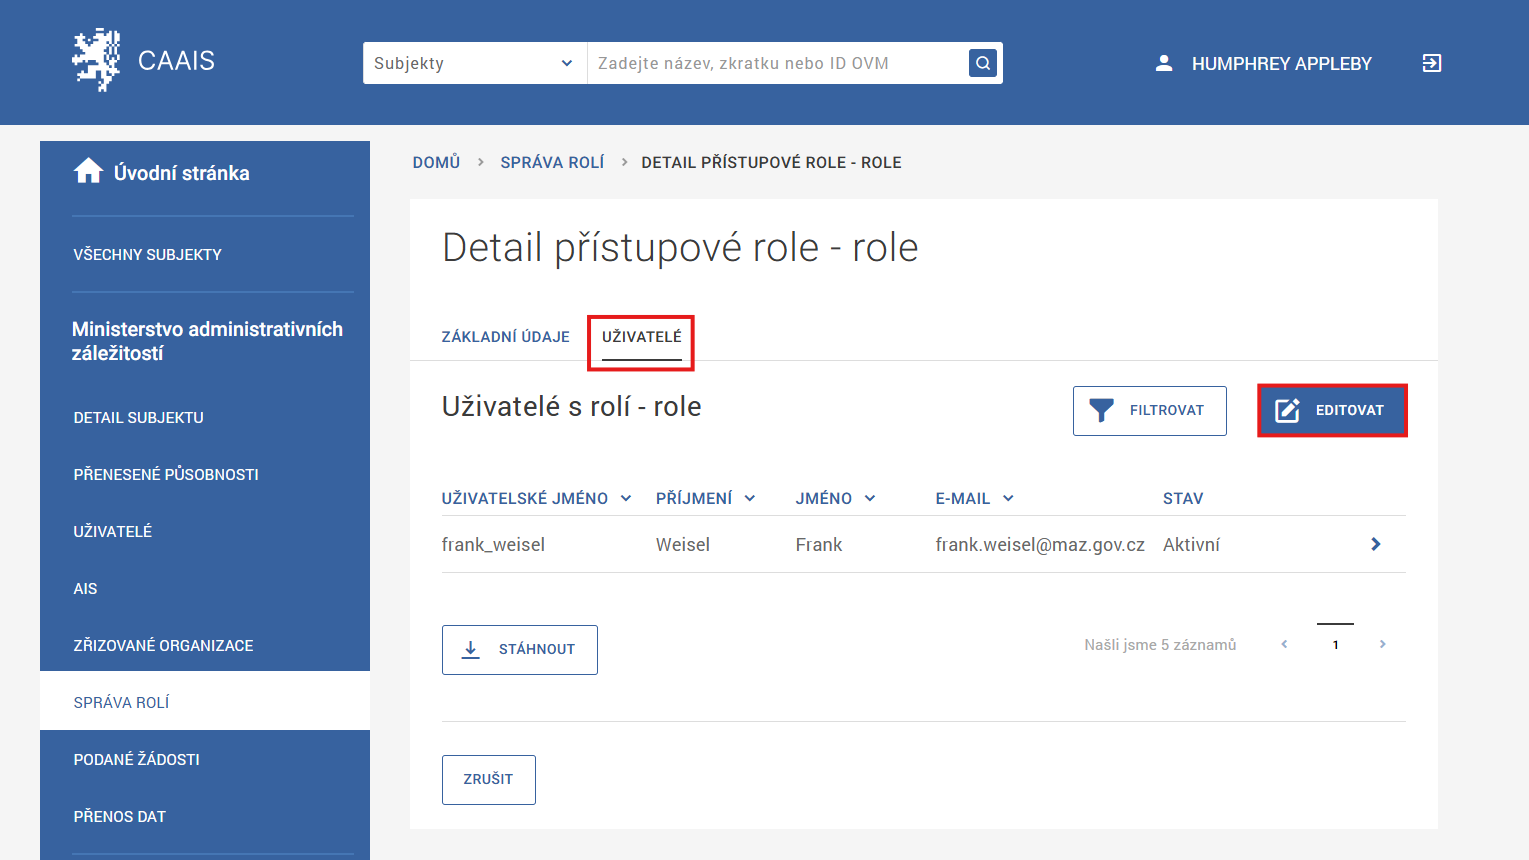 CAAIS
Subjekty
Zadejte název, zkratku nebo ID OVM
HUMPHREY APPLEBY
Úvodní stránka
VŠECHNY SUBJEKTY
Ministerstvo administrativních
záležitostí
DETAIL SUBJEKTU
PŘENESENÉ PŮSOBNOSTI
UŽIVATELÉ
AIS
ZŘIZOVANÉ ORGANIZACE
SPRÁVA ROLÍ
PODANÉ ŽÁDOSTI
PŘENOS DAT
DOMŮ > SPRÁVA ROLÍ > DETAIL PŘÍSTUPOVÉ ROLE - ROLE
Detail přístupové role - role
ZÁKLADNÍ ÚDAJE UŽIVATELÉ
Uživatelé s rolí - role
FILTROVAT
EDITOVAT
UŽIVATELSKÉ JMÉNO PŘÍJMENÍ JMÉNO E-MAIL STAV
frank_weisel Weisel Frank frank.weisel@maz.gov.cz Aktivní
STÁHNOUT
Našli jsme 5 záznamů
1
ZRUŠIT